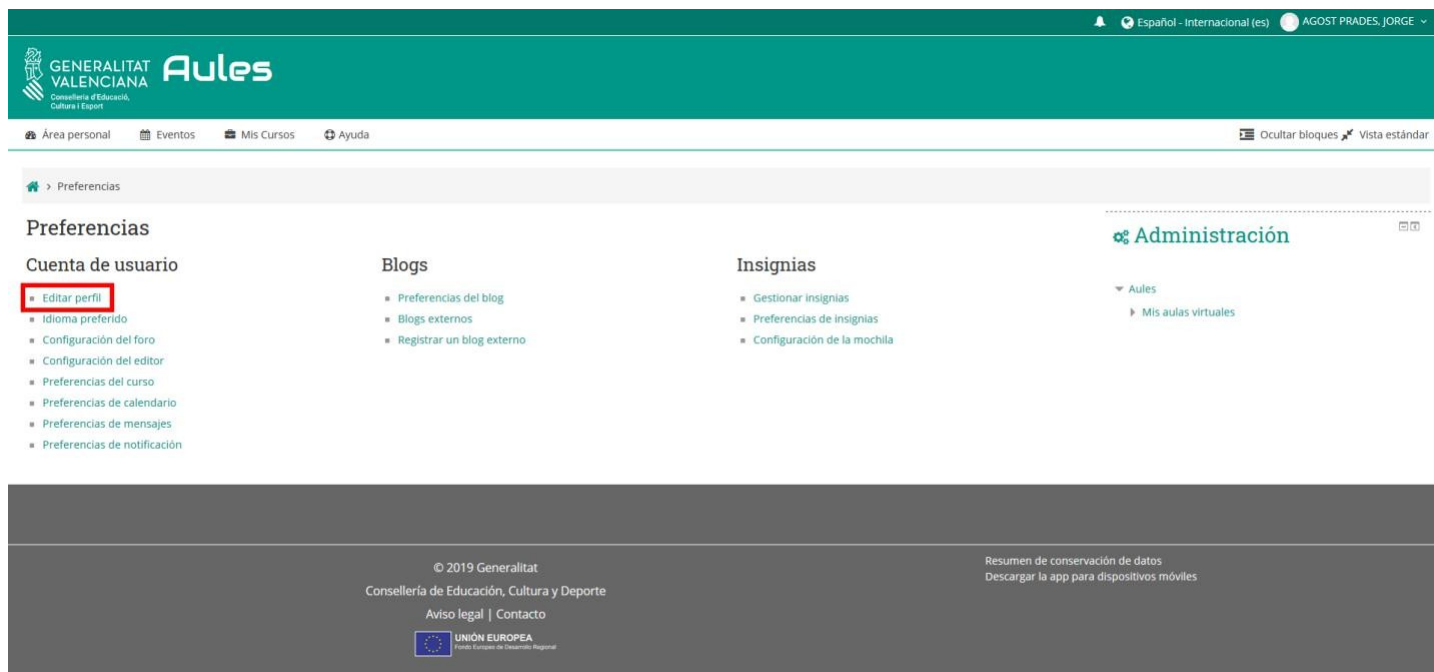 Español - Internacional (es) AGOST PRADES, JORGE
GENERALITAT VALENCIANA
Conselleria d'Educació, Cultura i Esport
Aules
Área personal Eventos Mis Cursos Ayuda Ocultar bloques Vista estándar
> Preferencias
Preferencias
Cuenta de usuario
Editar perfil
Idioma preferido
Configuración del foro
Configuración del editor
Preferencias del curso
Preferencias de calendario
Preferencias de mensajes
Preferencias de notificación
Blogs
Preferencias del blog
Blogs externos
Registrar un blog externo
Insignias
Gestionar insignias
Preferencias de insignias
Configuración de la mochila
Administración
Aules
Mis aulas virtuales
© 2019 Generalitat
Consellería de Educación, Cultura y Deporte
Aviso legal | Contacto
UNIÓN EUROPEA
Fondo Europeo de Desarrollo Regional
Resumen de conservación de datos
Descargar la app para dispositivos móviles